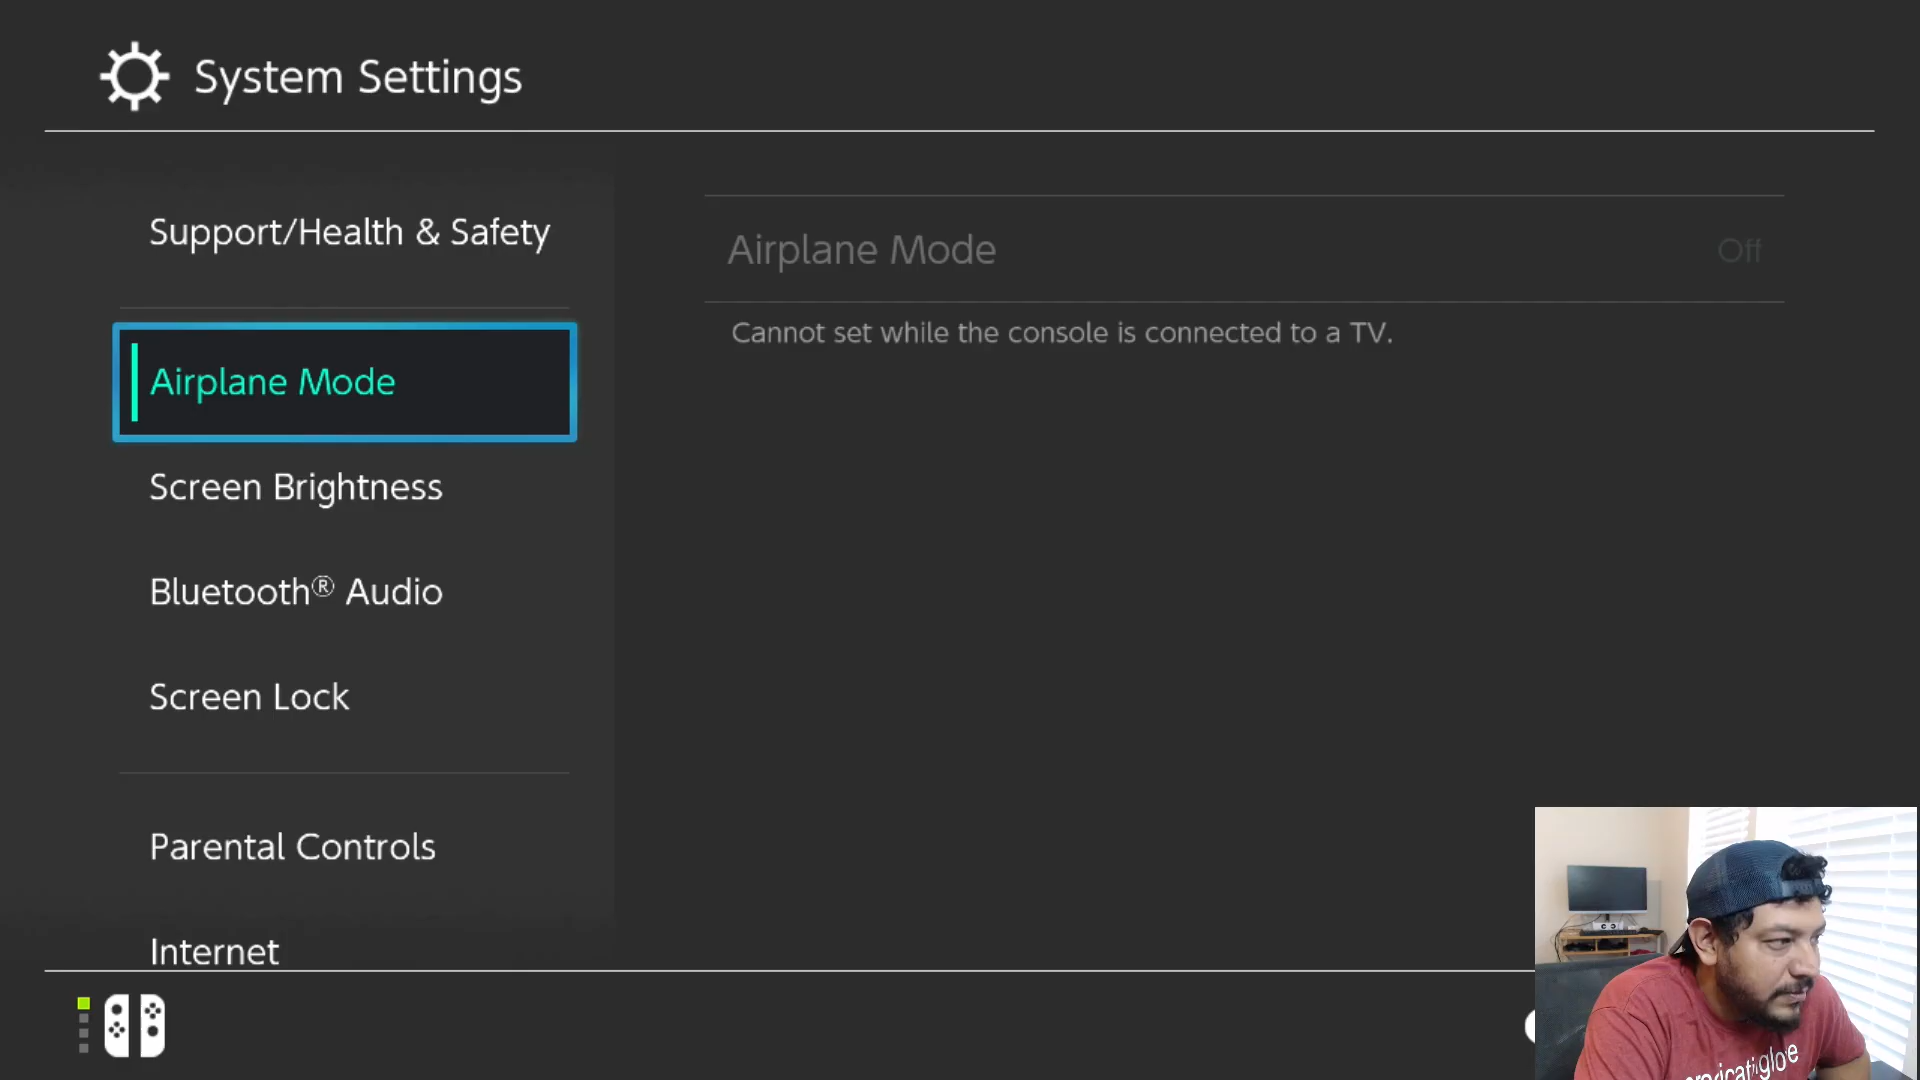 System Settings
Support/Health & Safety
Airplane Mode
Screen Brightness
Bluetooth® Audio
Screen Lock
Parental Controls
Internet
Airplane Mode Off
Cannot set while the console is connected to a TV.